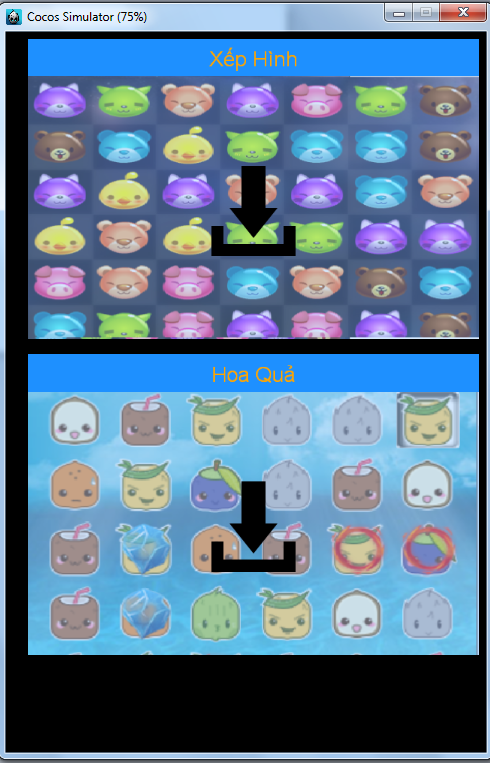 Cocos Simulator (75%)
Xếp Hình
Hoa Quả